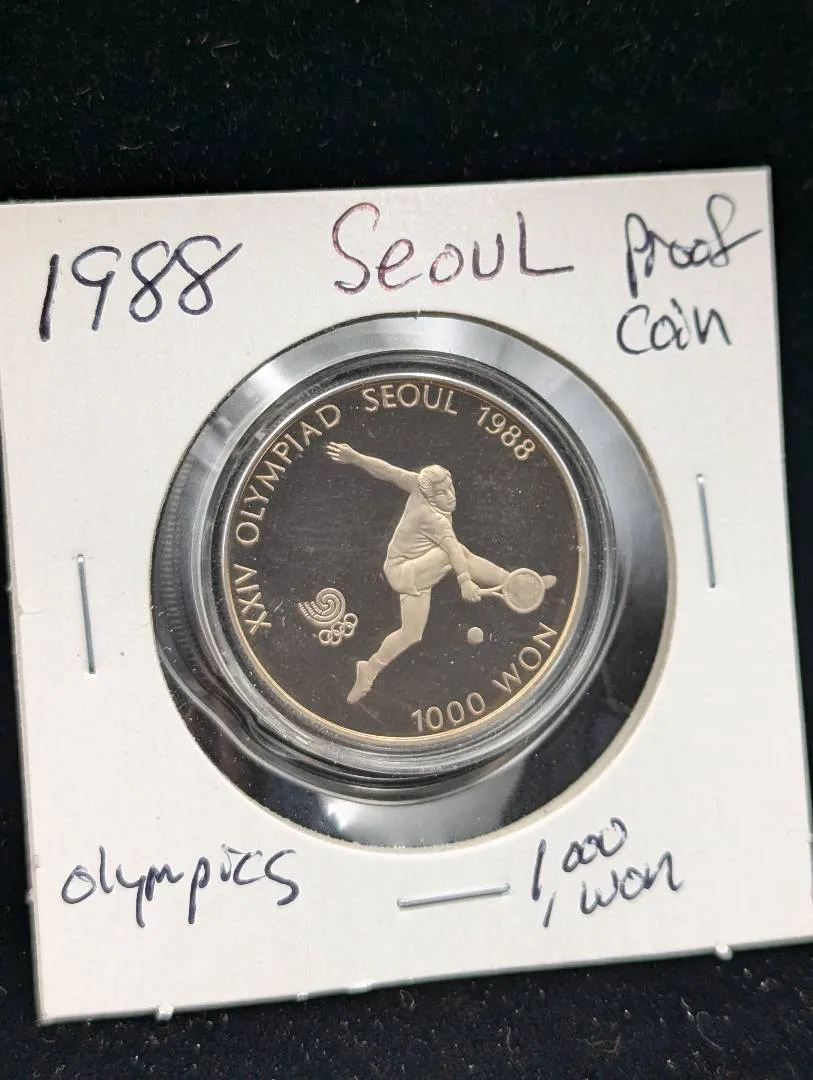 1988 SeouL Proof
Coin
XXIV OLYMPIAD SEOUL 1988
1000 WON
olympics
1,000
won